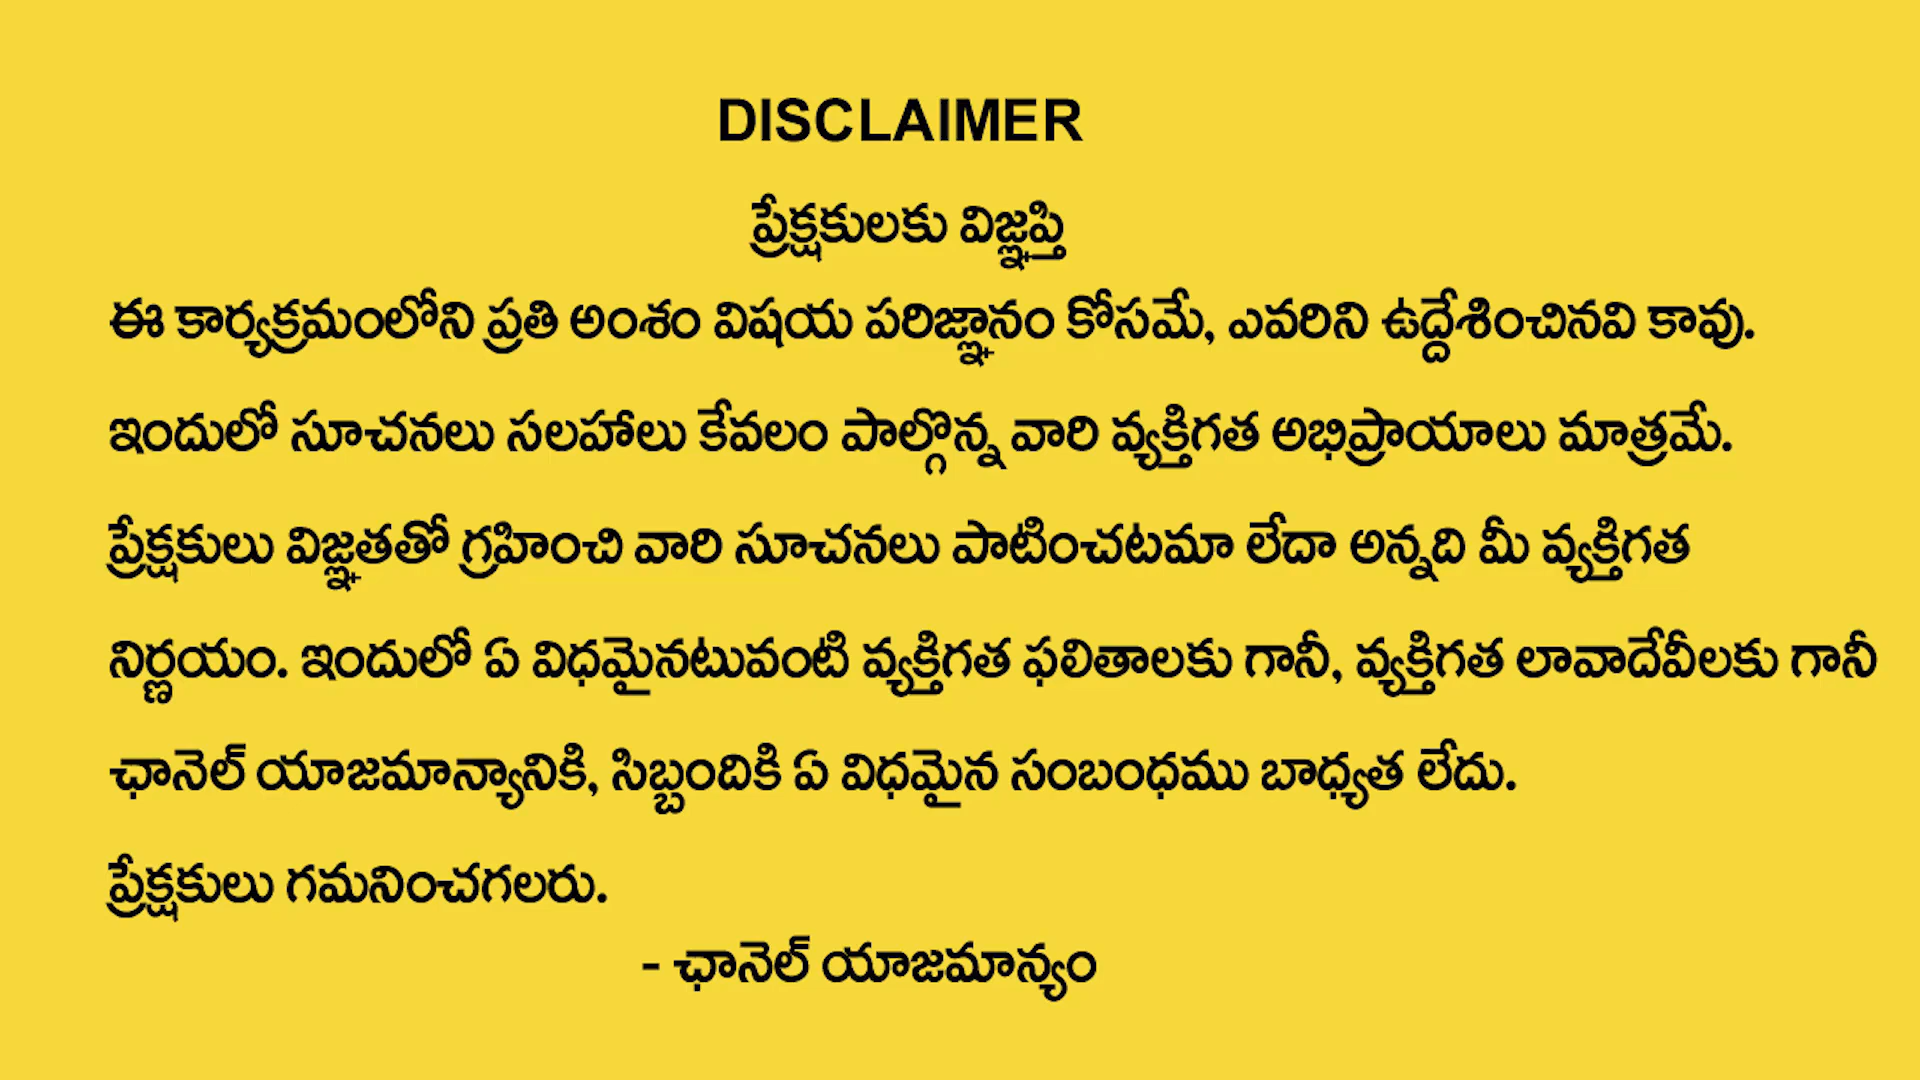 DISCLAIMER
ప్రేక్షకులకు విజ్ఞప్తి
ఈ కార్యక్రమంలోని ప్రతి అంశం విషయ పరిజ్ఞానం కోసమే, ఎవరిని ఉద్దేశించినవి కావు.
ఇందులో సూచనలు సలహాలు కేవలం పాల్గొన్న వారి వ్యక్తిగత అభిప్రాయాలు మాత్రమే.
ప్రేక్షకులు విజ్ఞతతో గ్రహించి వారి సూచనలు పాటించటమా లేదా అన్నది మీ వ్యక్తిగత
నిర్ణయం. ఇందులో ఏ విధమైనటువంటి వ్యక్తిగత ఫలితాలకు గానీ, వ్యక్తిగత లావాదేవీలకు గానీ
ఛానెల్ యాజమాన్యానికి, సిబ్బందికి ఏ విధమైన సంబంధము బాధ్యత లేదు.
ప్రేక్షకులు గమనించగలరు.
- ఛానెల్ యాజమాన్యం